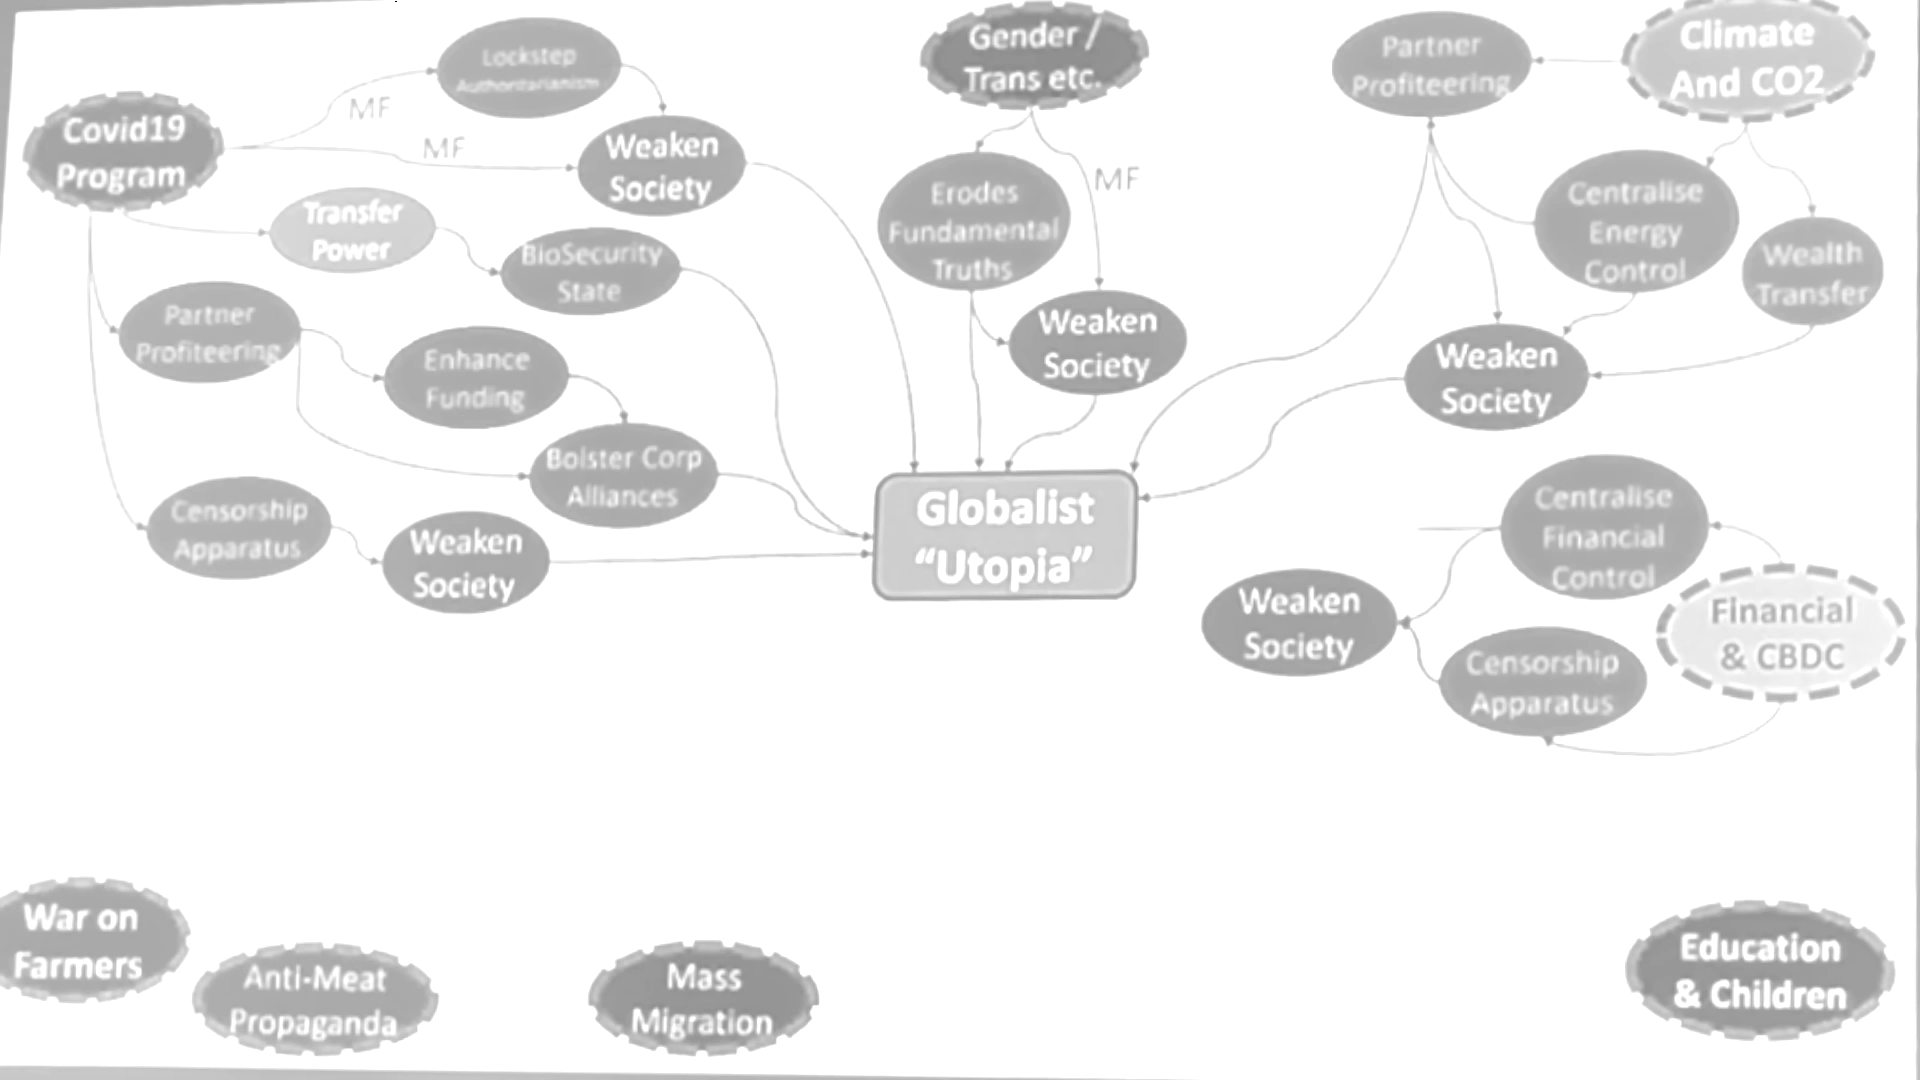 Covid19
Program
MF
MF
Lockstep
Authoritarianism
Weaken
Society
Transfer
Power
BioSecurity
State
Partner
Profiteering
Enhance
Funding
Bolster Corp
Alliances
Censorship
Apparatus
Weaken
Society
Gender /
Trans etc.
Erodes
Fundamental
Truths
MF
Weaken
Society
Globalist
“Utopia”
Partner
Profiteering
Climate
And CO2
Centralise
Energy
Control
Wealth
Transfer
Weaken
Society
Centralise
Financial
Control
Weaken
Society
Censorship
Apparatus
Financial
& CBDC
War on
Farmers
Anti-Meat
Propaganda
Mass
Migration
Education
& Children